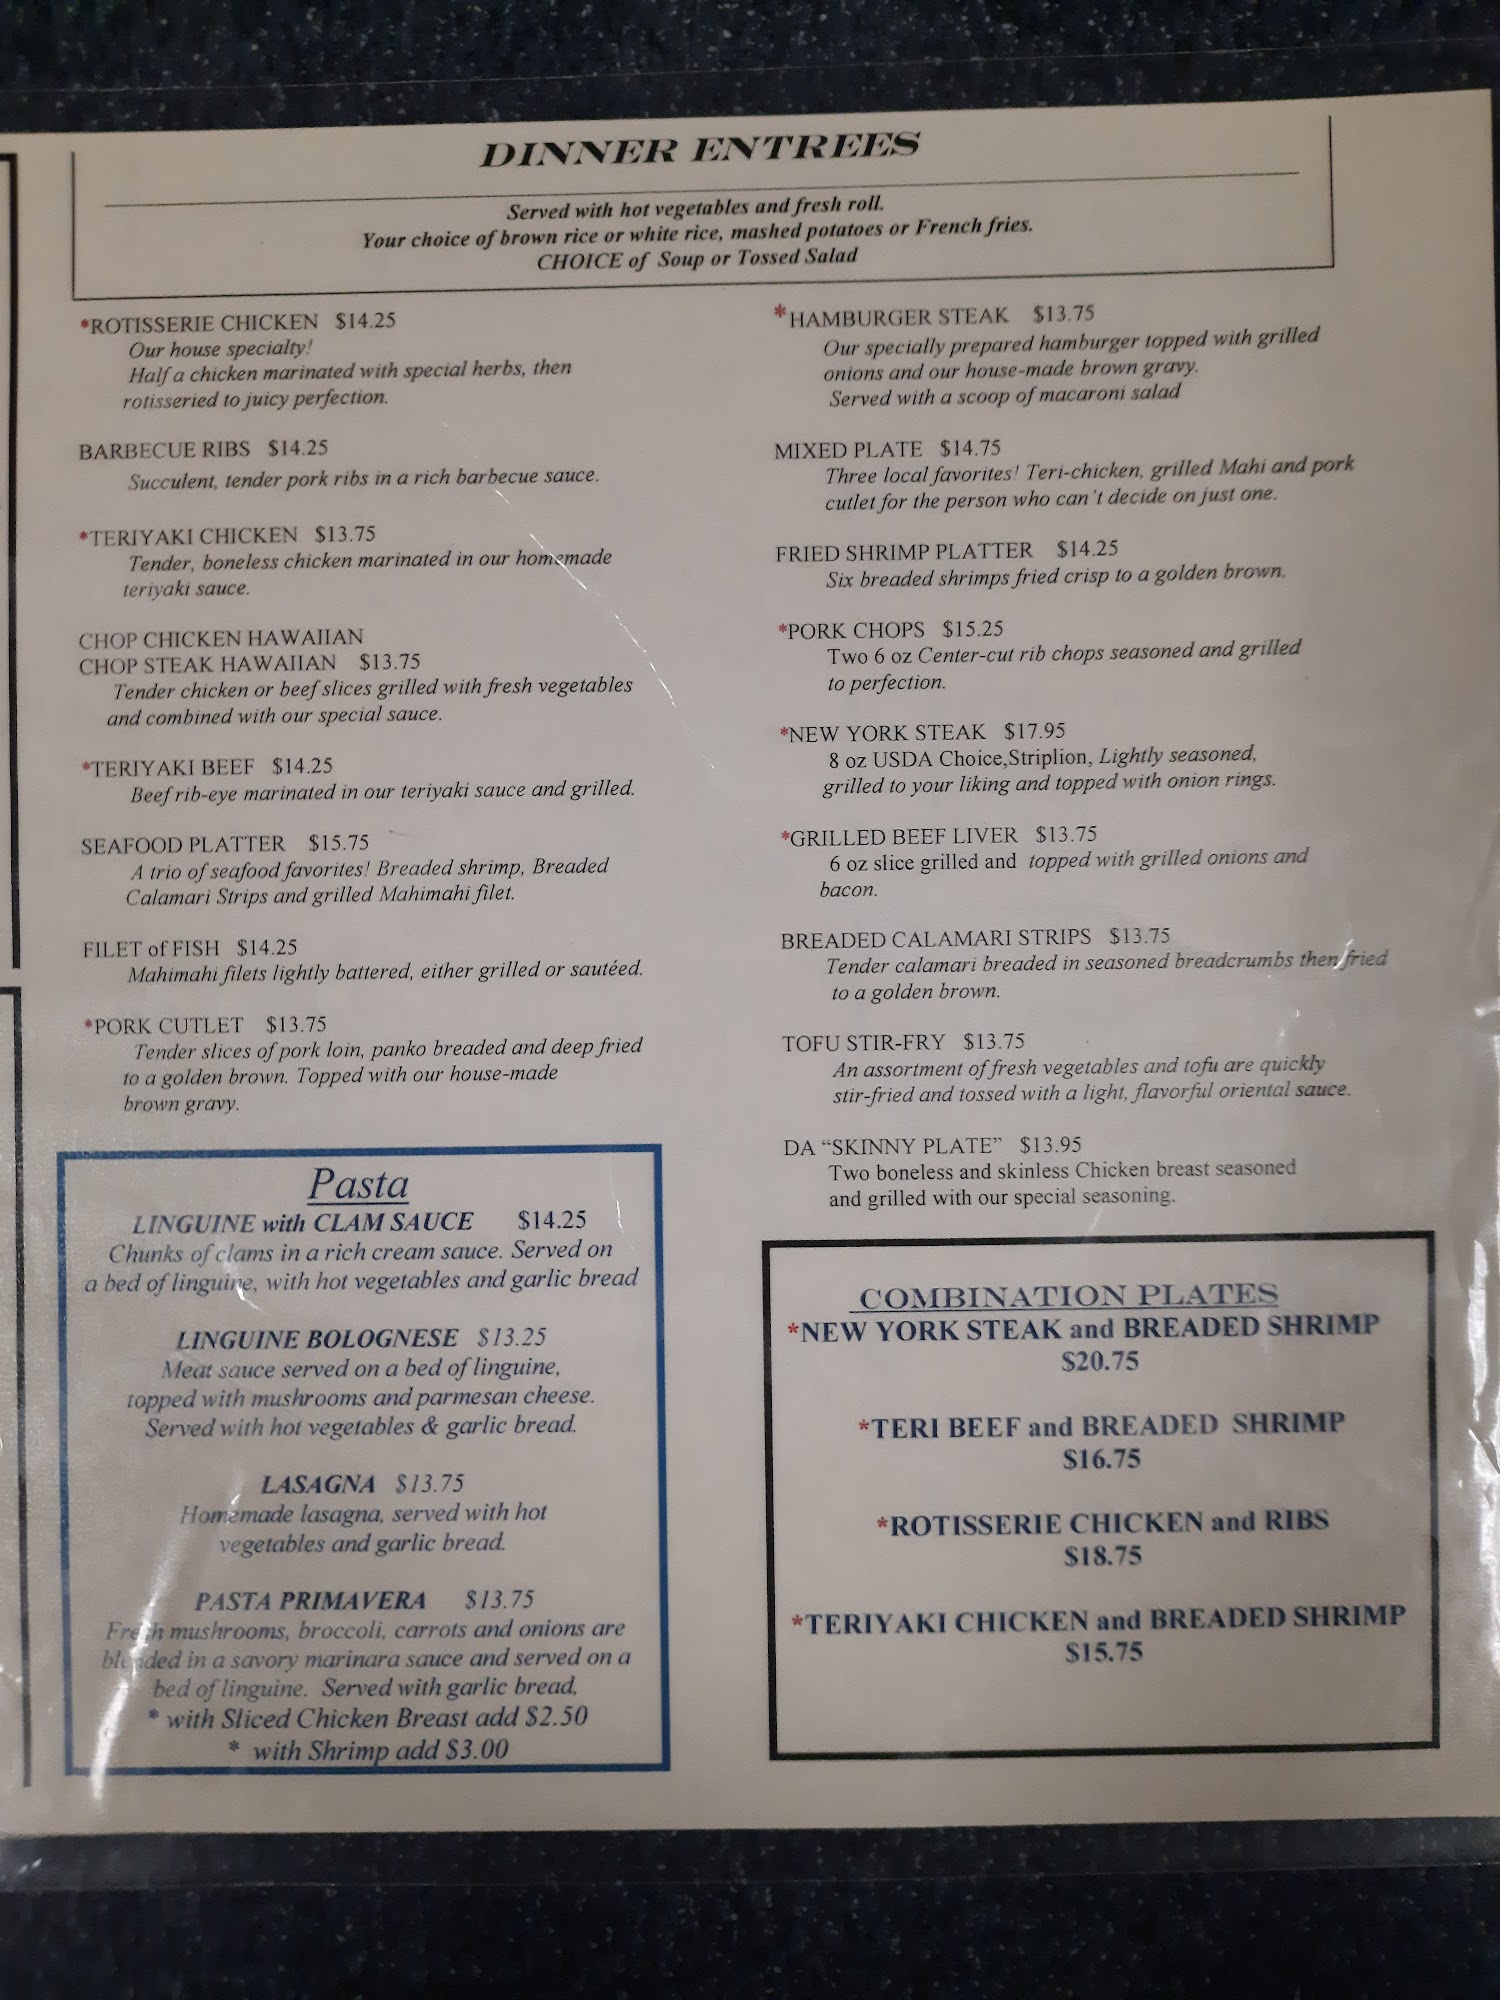 DINNER ENTREES
Served with hot vegetables and fresh roll.
Your choice of brown rice or white rice, mashed potatoes or French fries.
CHOICE of Soup or Tossed Salad
*ROTISSERIE CHICKEN $14.25
Our house specialty!
Half a chicken marinated with special herbs, then
rotisseried to juicy perfection.
BARBECUE RIBS $14.25
Succulent, tender pork ribs in a rich barbecue sauce.
*TERIYAKI CHICKEN $13.75
Tender, boneless chicken marinated in our homemade
teriyaki sauce.
CHOP CHICKEN HAWAIIAN
CHOP STEAK HAWAIIAN $13.75
Tender chicken or beef slices grilled with fresh vegetables
and combined with our special sauce.
*TERIYAKI BEEF $14.25
Beef rib-eye marinated in our teriyaki sauce and grilled.
SEAFOOD PLATTER $15.75
A trio of seafood favorites! Breaded shrimp, Breaded
Calamari Strips and grilled Mahimahi filet.
FILET of FISH $14.25
Mahimahi filets lightly battered, either grilled or sautéed.
*PORK CUTLET $13.75
Tender slices of pork loin, panko breaded and deep fried
to a golden brown. Topped with our house-made
brown gravy.
Pasta
LINGUINE with CLAM SAUCE $14.25
Chunks of clams in a rich cream sauce. Served on
a bed of linguine, with hot vegetables and garlic bread
LINGUINE BOLOGNESE $13.25
Meat sauce served on a bed of linguine,
topped with mushrooms and parmesan cheese.
Served with hot vegetables & garlic bread.
LASAGNA $13.75
Homemade lasagna, served with hot
vegetables and garlic bread.
PASTA PRIMAVERA $13.75
Fresh mushrooms, broccoli, carrots and onions are
blended in a savory marinara sauce and served on a
bed of linguine. Served with garlic bread,
* with Sliced Chicken Breast add $2.50
* with Shrimp add $3.00
*HAMBURGER STEAK $13.75
Our specially prepared hamburger topped with grilled
onions and our house-made brown gravy.
Served with a scoop of macaroni salad
MIXED PLATE $14.75
Three local favorites! Teri-chicken, grilled Mahi and pork
cutlet for the person who can't decide on just one.
FRIED SHRIMP PLATTER $14.25
Six breaded shrimps fried crisp to a golden brown.
*PORK CHOPS $15.25
Two 6 oz Center-cut rib chops seasoned and grilled
to perfection.
*NEW YORK STEAK $17.95
8 oz USDA Choice,Striplion, Lightly seasoned,
grilled to your liking and topped with onion rings.
*GRILLED BEEF LIVER $13.75
6 oz slice grilled and topped with grilled onions and
bacon.
BREADED CALAMARI STRIPS $13.75
Tender calamari breaded in seasoned breadcrumbs then fried
to a golden brown.
TOFU STIR-FRY $13.75
An assortment of fresh vegetables and tofu are quickly
stir-fried and tossed with a light, flavorful oriental sauce.
DA “SKINNY PLATE” $13.95
Two boneless and skinless Chicken breast seasoned
and grilled with our special seasoning.
COMBINATION PLATES
*NEW YORK STEAK and BREADED SHRIMP
$20.75
*TERI BEEF and BREADED SHRIMP
$16.75
*ROTISSERIE CHICKEN and RIBS
$18.75
*TERIYAKI CHICKEN and BREADED SHRIMP
$15.75